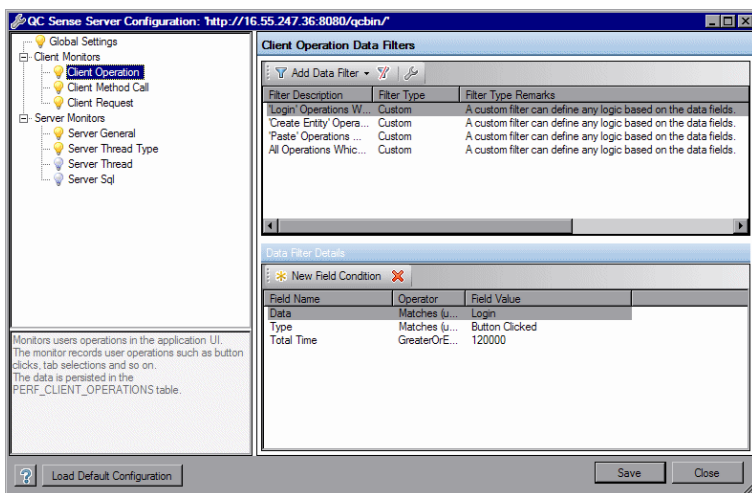 QC Sense Server Configuration: 'http://16.55.247.36:8080/qcbin/'
Global Settings
Client Monitors
Client Operation
Client Method Call
Client Request
Server Monitors
Server General
Server Thread Type
Server Thread
Server Sql
Monitors users operations in the application UI.
The monitor records user operations such as button
clicks, tab selections and so on.
The data is persisted in the
PERF_CLIENT_OPERATIONS table.
Client Operation Data Filters
Add Data Filter
Filter Description Filter Type Filter Type Remarks
'Login' Operations W... Custom A custom filter can define any logic based on the data fields.
'Create Entity' Opera... Custom A custom filter can define any logic based on the data fields.
'Paste' Operations ... Custom A custom filter can define any logic based on the data fields.
All Operations Whic... Custom A custom filter can define any logic based on the data fields.
Data Filter Details
New Field Condition
Field Name Operator Field Value
Data Matches (u... Login
Type Matches (u... Button Clicked
Total Time GreaterOrE... 120000
? Load Default Configuration Save Close